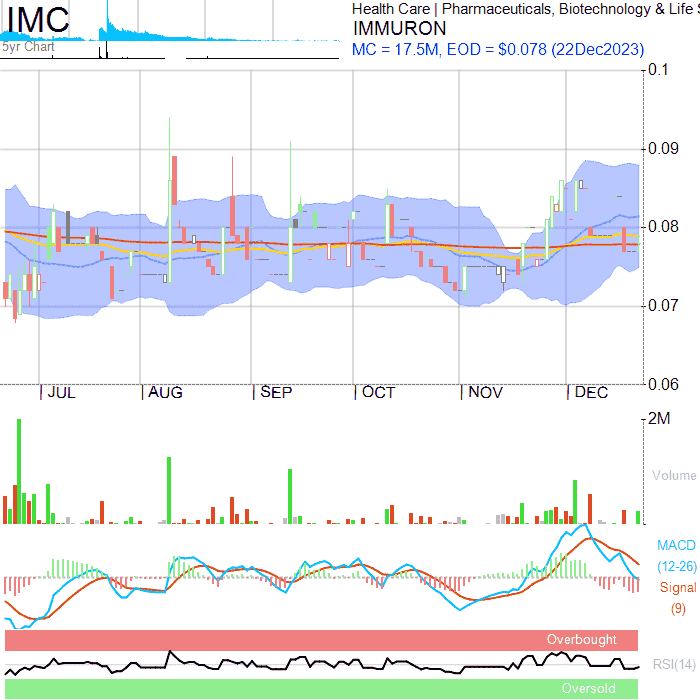 IMC
5yr Chart
Health Care | Pharmaceuticals, Biotechnology & Life S
IMMURON
MC = 17.5M, EOD = $0.078 (22Dec2023)
0.1
0.09
0.08
0.07
0.06
JUL AUG SEP OCT NOV DEC
2M
Volume
MACD
(12-26)
Signal
(9)
Overbought
RSI(14)
Oversold